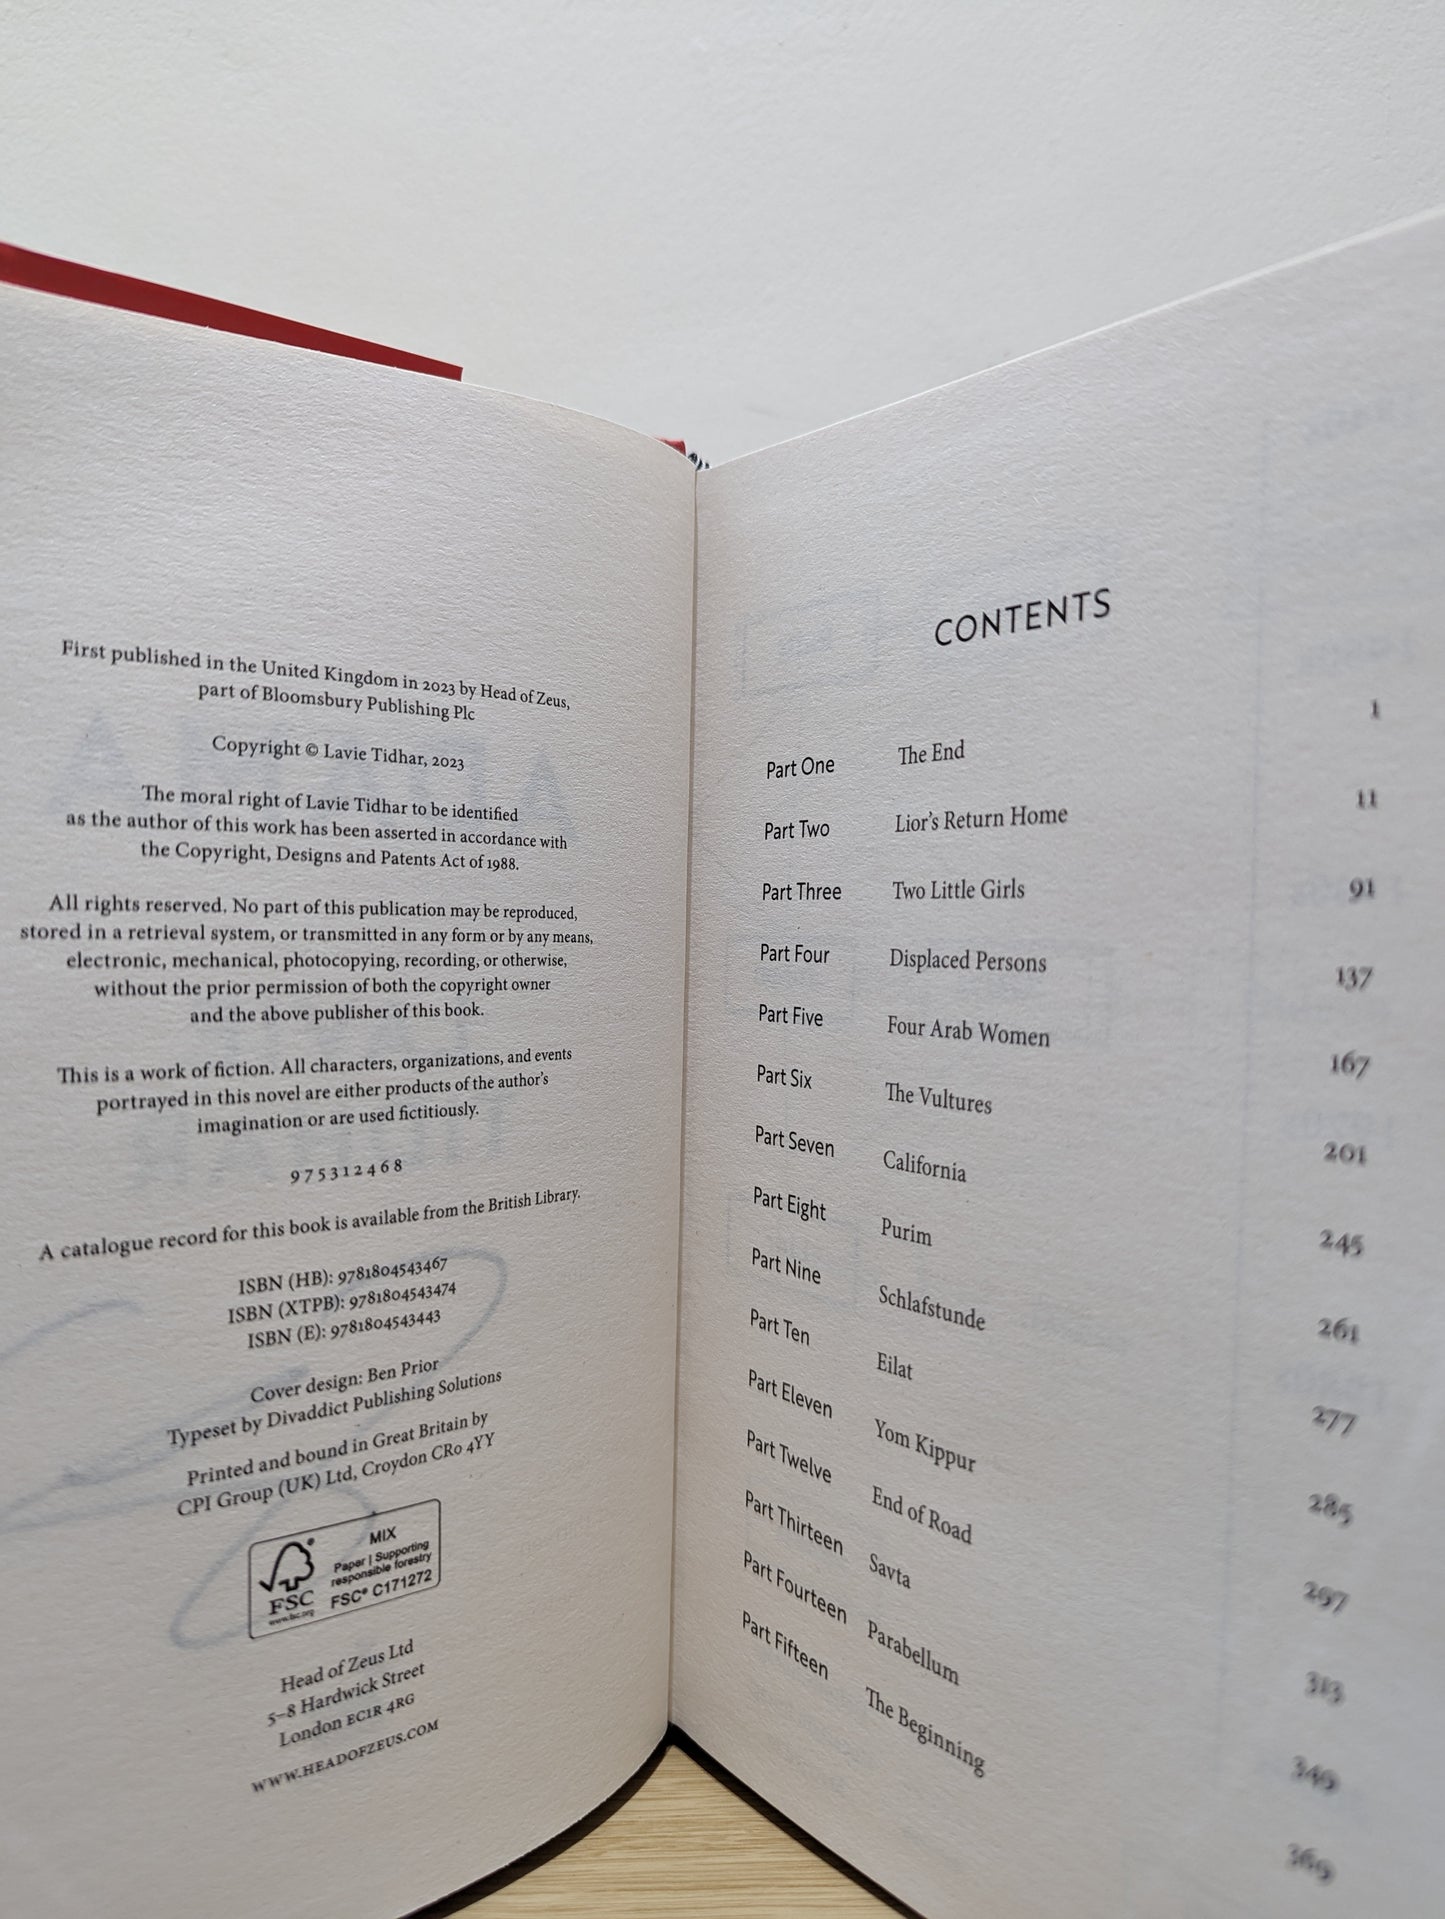 First published in the United Kingdom in 2023 by Head of Zeus,
part of Bloomsbury Publishing Plc
Copyright © Lavie Tidhar, 2023
The moral right of Lavie Tidhar to be identified
as the author of this work has been asserted in accordance with
the Copyright, Designs and Patents Act of 1988.
All rights reserved. No part of this publication may be reproduced,
stored in a retrieval system, or transmitted in any form or by any means,
electronic, mechanical, photocopying, recording, or otherwise,
without the prior permission of both the copyright owner
and the above publisher of this book.
This is a work of fiction. All characters, organizations, and events
portrayed in this novel are either products of the author's
imagination or are used fictitiously.
9 7 5 3 1 2 4 6 8
A catalogue record for this book is available from the British Library.
ISBN (HB): 9781804543467
ISBN (XTPB): 9781804543474
ISBN (E): 9781804543443
Cover design: Ben Prior
Typeset by Divaddict Publishing Solutions
Printed and bound in Great Britain by
CPI Group (UK) Ltd, Croydon CR0 4YY
FSC
www.fsc.org
MIX
Paper | Supporting
responsible forestry
FSC® C171272
Head of Zeus Ltd
5–8 Hardwick Street
London EC1R 4RG
WWW.HEADOFZEUS.COM
CONTENTS
Part One The End 1
Part Two Lior's Return Home 11
Part Three Two Little Girls 91
Part Four Displaced Persons 137
Part Five Four Arab Women 167
Part Six The Vultures 201
Part Seven California 245
Part Eight Purim 261
Part Nine Schlafstunde 277
Part Ten Eilat 285
Part Eleven Yom Kippur 297
Part Twelve End of Road 313
Part Thirteen Savta 349
Part Fourteen Parabellum 369
Part Fifteen The Beginning